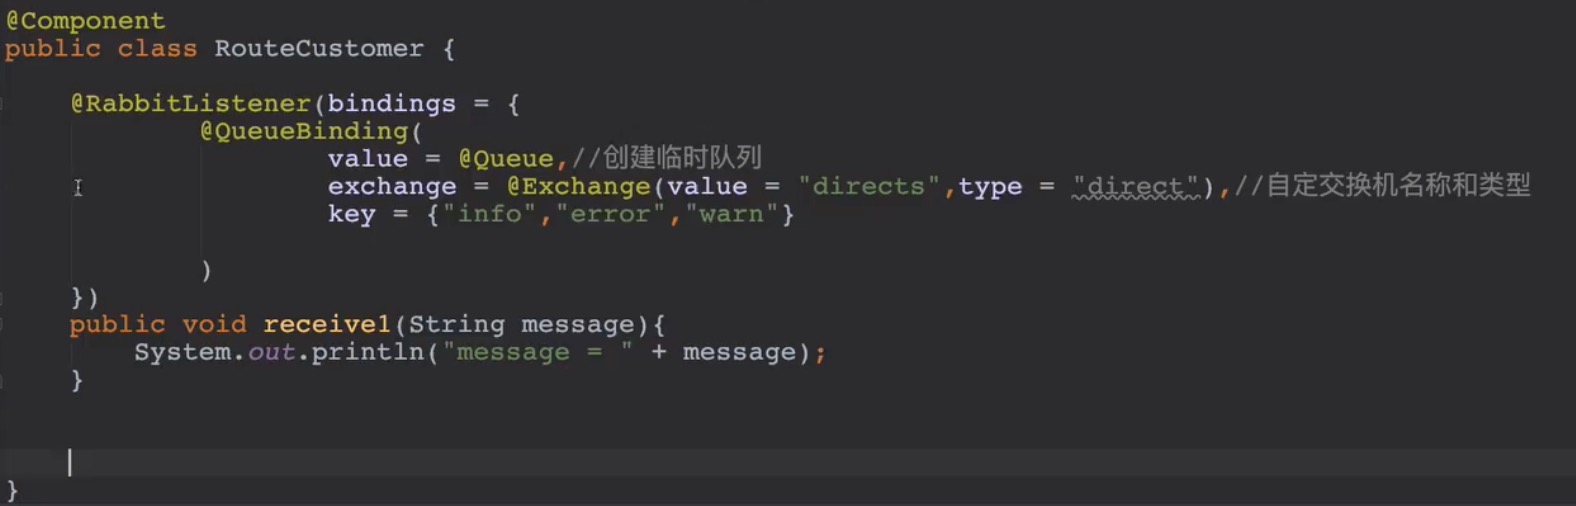 @Component
public class RouteCustomer {
@RabbitListener(bindings = {
@QueueBinding(
value = @Queue,//创建临时队列
exchange = @Exchange(value = "directs",type = "direct"),//自定交换机名称和类型
key = {"info","error","warn"}
)
})
public void receive1(String message){
System.out.println("message = " + message);
}
}